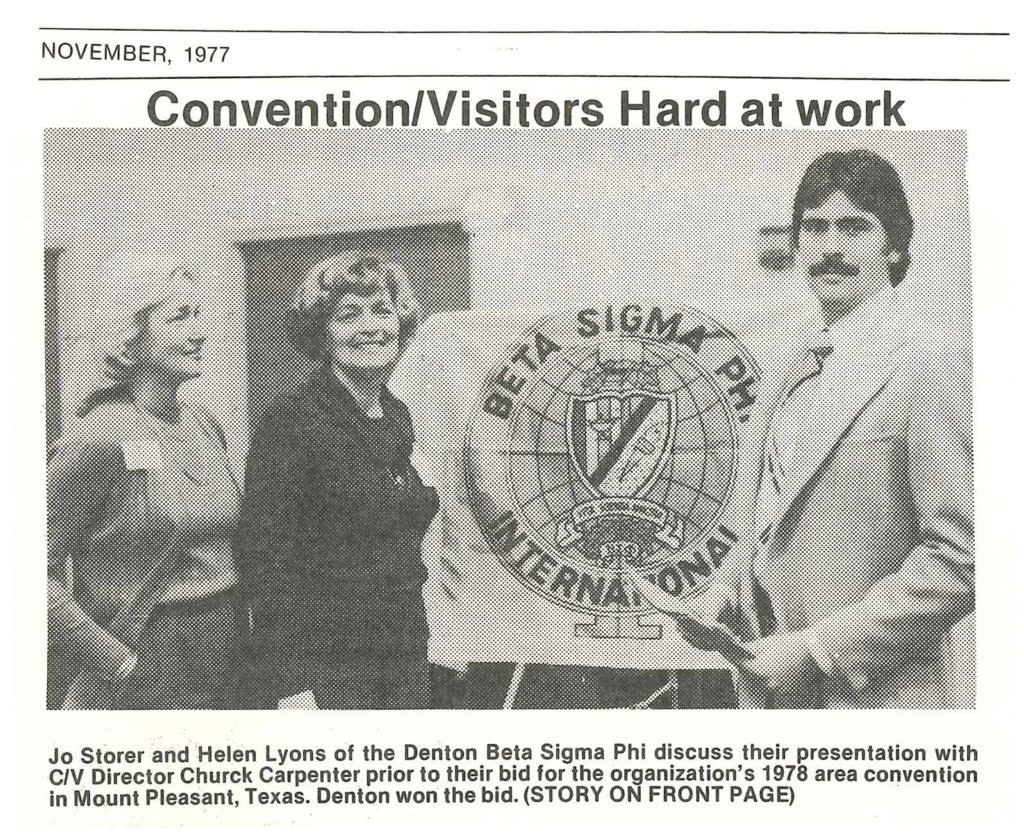 NOVEMBER, 1977
Convention/Visitors Hard at work
BETA SIGMA PHI
INTERNATIONAL
Jo Storer and Helen Lyons of the Denton Beta Sigma Phi discuss their presentation with
C/V Director Churck Carpenter prior to their bid for the organization's 1978 area convention
in Mount Pleasant, Texas. Denton won the bid. (STORY ON FRONT PAGE)